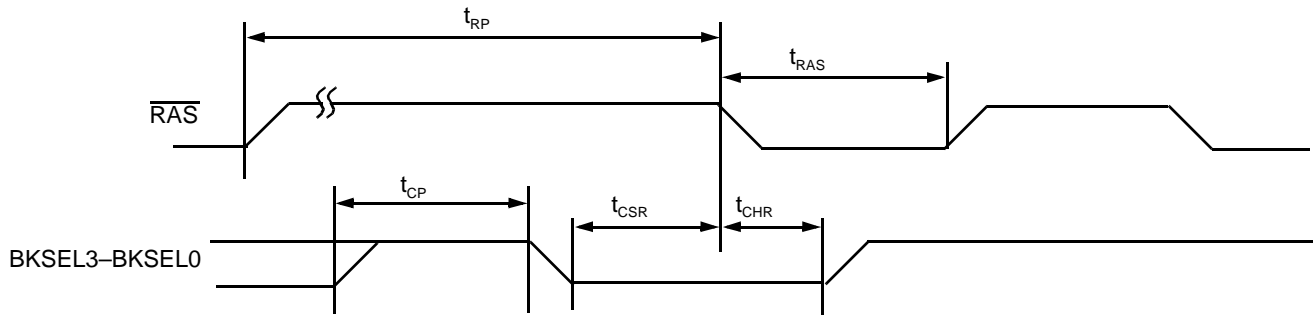 tRP
tRAS
RAS
tCP
tCSR
tCHR
BKSEL3–BKSEL0